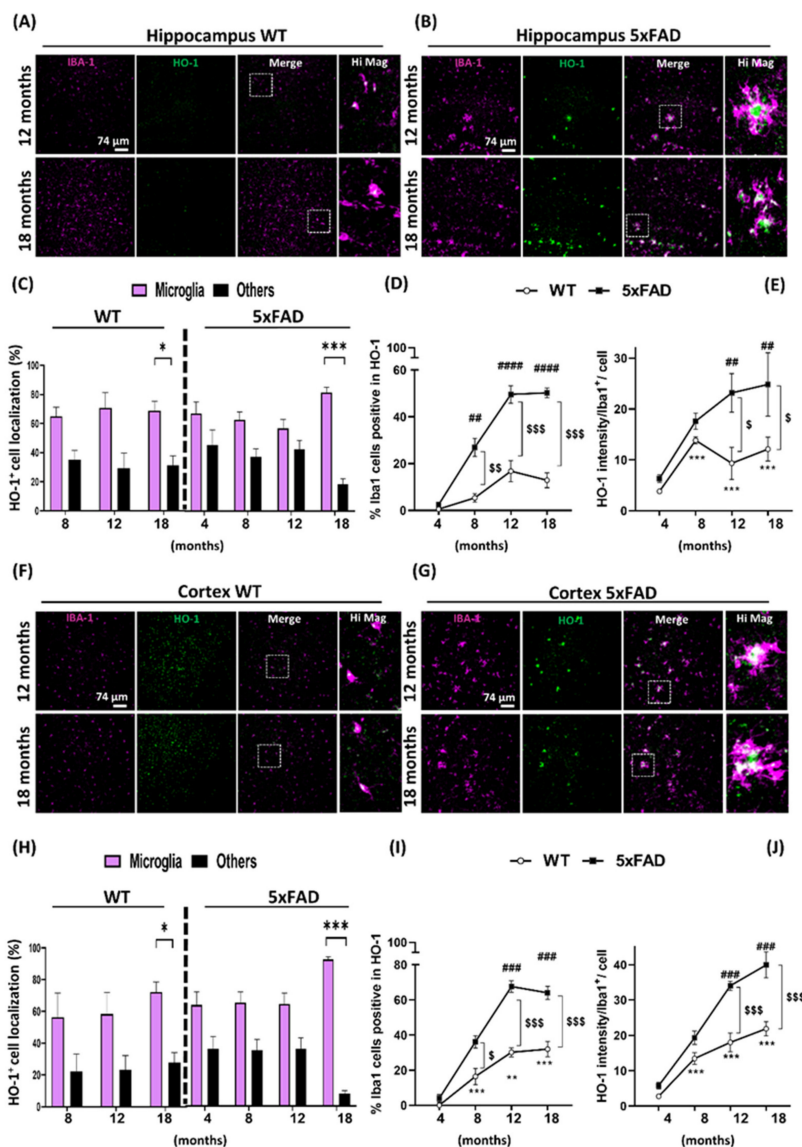 (A)
(B)
Hippocampus WT
Hippocampus 5xFAD
IBA-1
HO-1
Merge
Hi Mag
IBA-1
HO-1
Merge
Hi Mag
12 months
74 µm
12 months
74 µm
18 months
18 months
(C)
(D)
(E)
Microglia
Others
WT
5xFAD
WT
5xFAD
HO-1⁺ cell localization (%)
100
80
60
40
20
0
*
***
8
12
18
4
8
12
18
(months)
% Iba1 cells positive in HO-1
100
60
40
20
0
##
####
####
$$
$$$
$$$
4
8
12
18
(months)
HO-1 intensity/Iba1⁺/ cell
30
20
10
0
##
##
$
$
***
***
***
4
8
12
18
(months)
(F)
(G)
Cortex WT
Cortex 5xFAD
IBA-1
HO-1
Merge
Hi Mag
IBA-1
HO-1
Merge
Hi Mag
12 months
74 µm
12 months
74 µm
18 months
18 months
(H)
(I)
(J)
Microglia
Others
WT
5xFAD
WT
5xFAD
HO-1⁺ cell localization (%)
100
80
60
40
20
0
*
***
8
12
18
4
8
12
18
(months)
% Iba1 cells positive in HO-1
100
80
60
40
20
0
###
###
$
$$$
$$$
***
**
***
4
8
12
18
(months)
HO-1 intensity/Iba1⁺/ cell
40
20
0
###
###
$$$
$$$
***
***
***
4
8
12
18
(months)